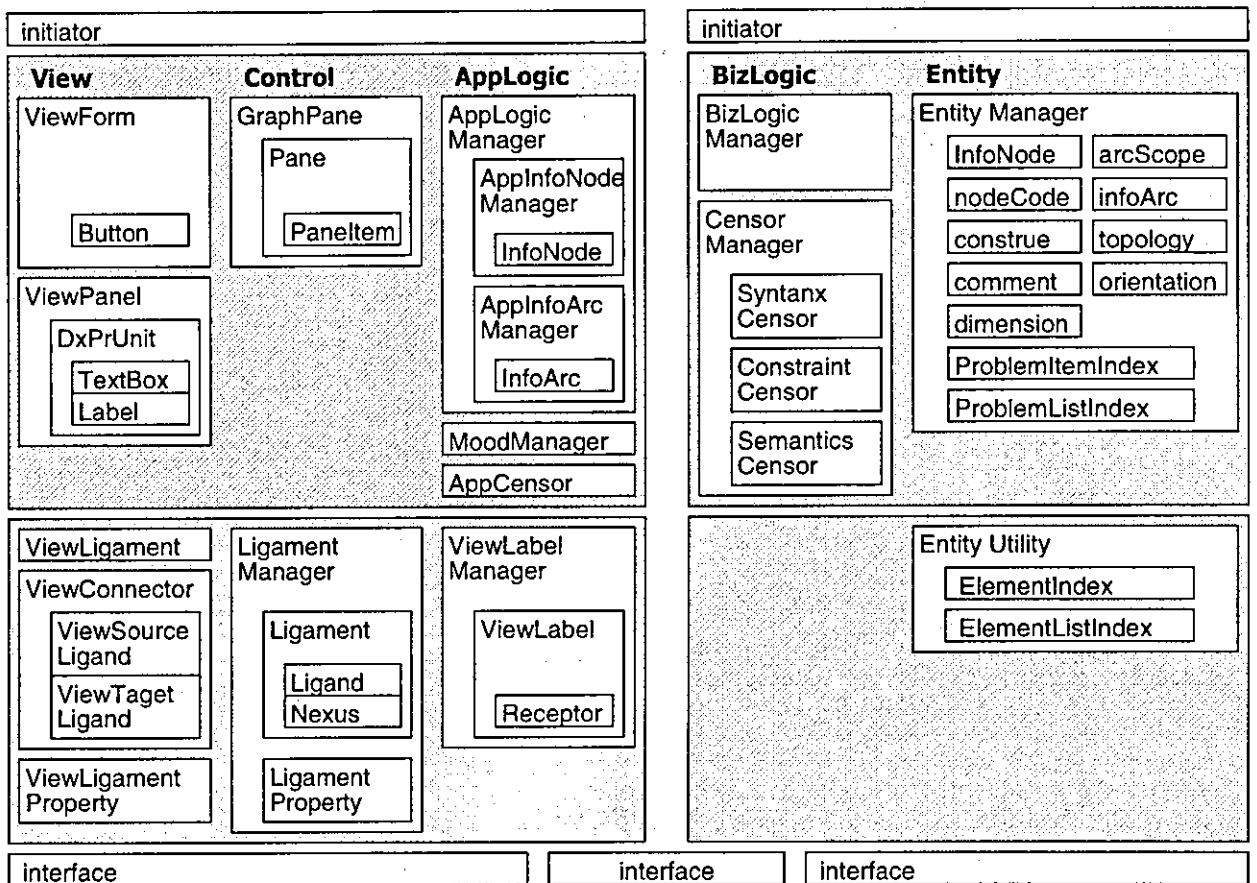 initiator
View
Control
AppLogic
ViewForm
Button
ViewPanel
DxPrUnit
TextBox
Label
GraphPane
Pane
PaneItem
AppLogic
Manager
AppInfoNode
Manager
InfoNode
AppInfoArc
Manager
InfoArc
MoodManager
AppCensor
ViewLigament
ViewConnector
ViewSource
Ligand
ViewTaget
Ligand
ViewLigament
Property
Ligament
Manager
Ligament
Ligand
Nexus
Ligament
Property
ViewLabel
Manager
ViewLabel
Receptor
initiator
BizLogic
Entity
BizLogic
Manager
Censor
Manager
Syntanx
Censor
Constraint
Censor
Semantics
Censor
Entity Manager
InfoNode
arcScope
nodeCode
infoArc
construe
topology
comment
orientation
dimension
ProblemItemIndex
ProblemListIndex
Entity Utility
ElementIndex
ElementListIndex
interface
interface
interface